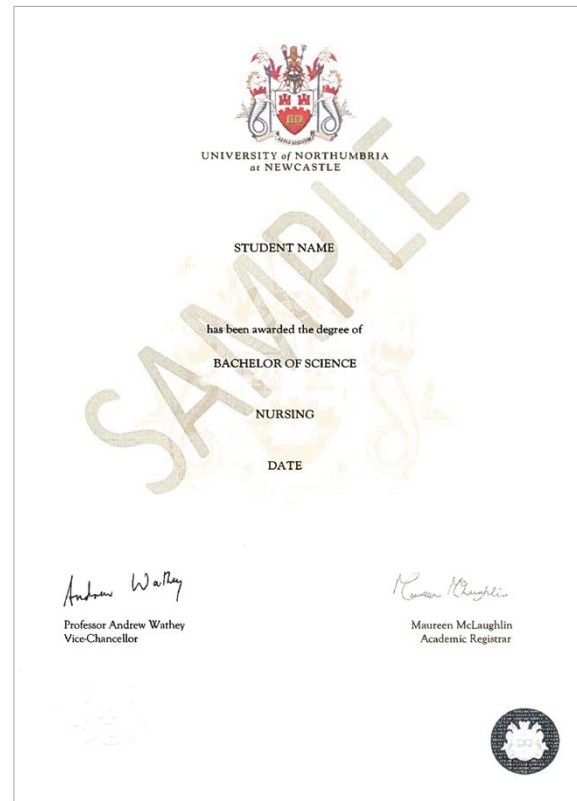 UNIVERSITY of NORTHUMBRIA
at NEWCASTLE
SAMPLE
STUDENT NAME
has been awarded the degree of
BACHELOR OF SCIENCE
NURSING
DATE
Andrew Wathey
Maureen McLaughlin
Professor Andrew Wathey
Vice-Chancellor
Maureen McLaughlin
Academic Registrar